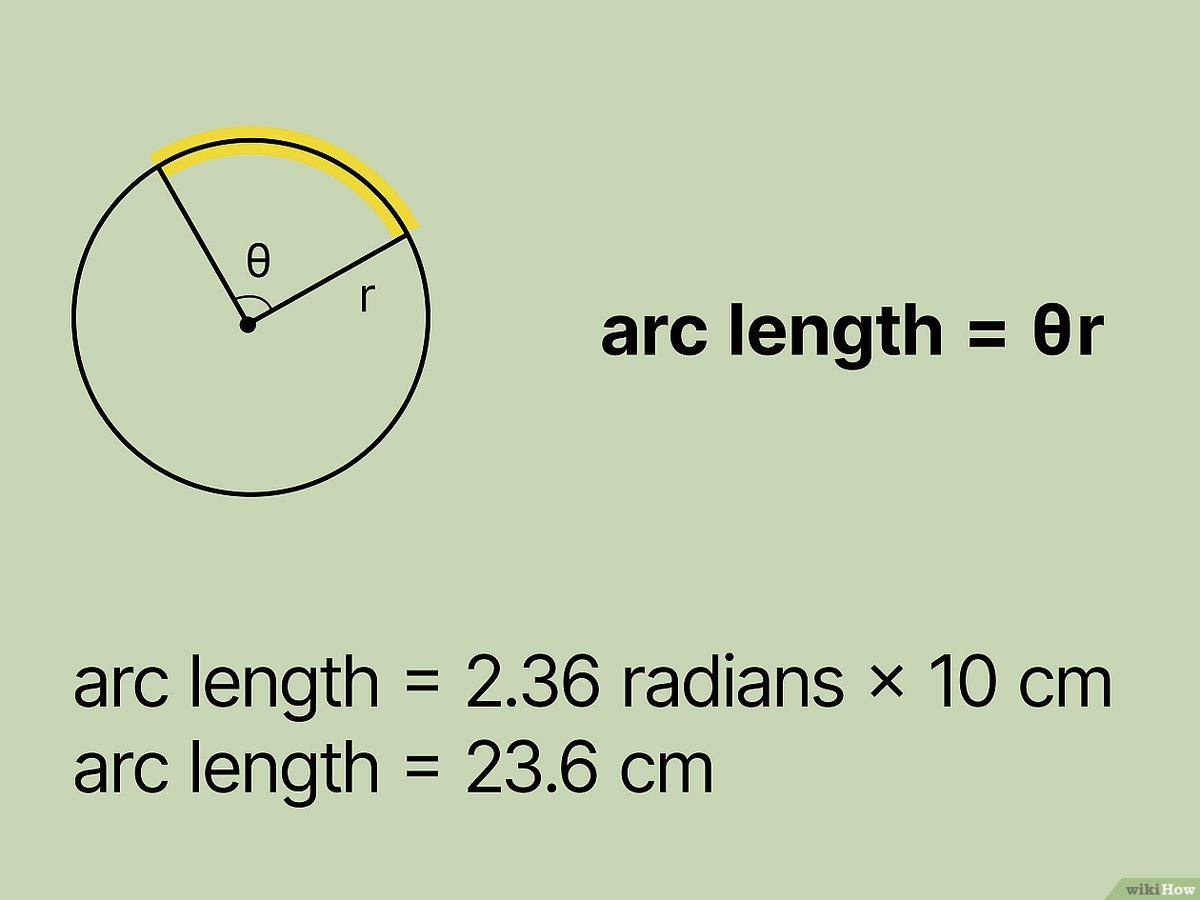 θ
r
arc length = θr
arc length = 2.36 radians × 10 cm
arc length = 23.6 cm
wikiHow